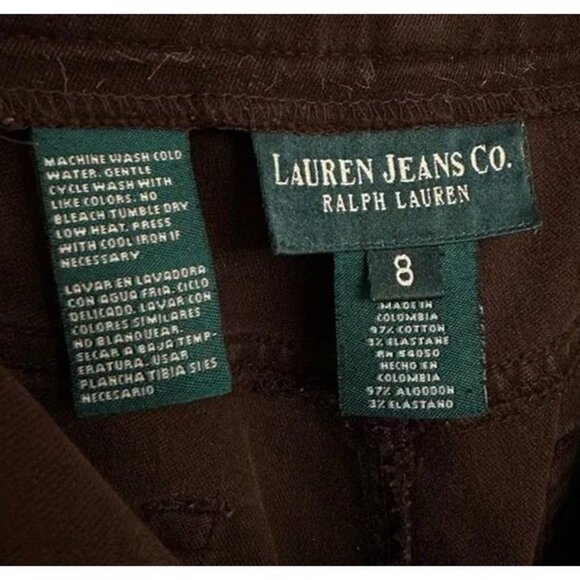 MACHINE WASH COLD
WATER. GENTLE
CYCLE WASH WITH
LIKE COLORS. NO
BLEACH TUMBLE DRY
LOW HEAT. PRESS
WITH COOL IRON IF
NECESSARY
LAVAR EN LAVADORA
CON AGUA FRIA. CICLO
DELICADO. LAVAR CON
COLORES SIMILARES
NO BLANQUEAR.
SECAR A BAJA TEMP-
ERATURA. USAR
PLANCHA TIBIA SI ES
NECESARIO
LAUREN JEANS CO.
RALPH LAUREN
8
MADE IN
COLOMBIA
97% COTTON
3% ELASTANE
RN 54050
HECHO EN
COLOMBIA
97% ALGODON
3% ELASTANO